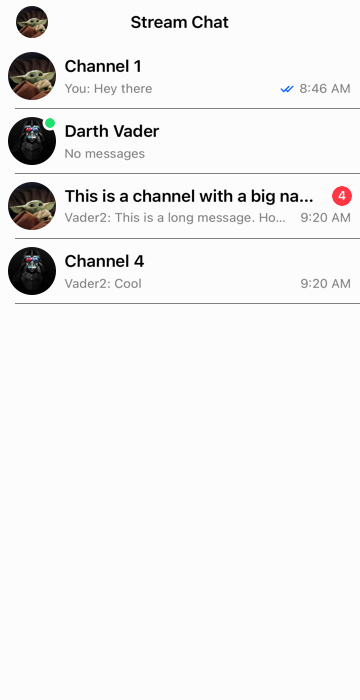 Stream Chat
Channel 1
You: Hey there 8:46 AM
Darth Vader
No messages
This is a channel with a big na... 4
Vader2: This is a long message. Ho... 9:20 AM
Channel 4
Vader2: Cool 9:20 AM